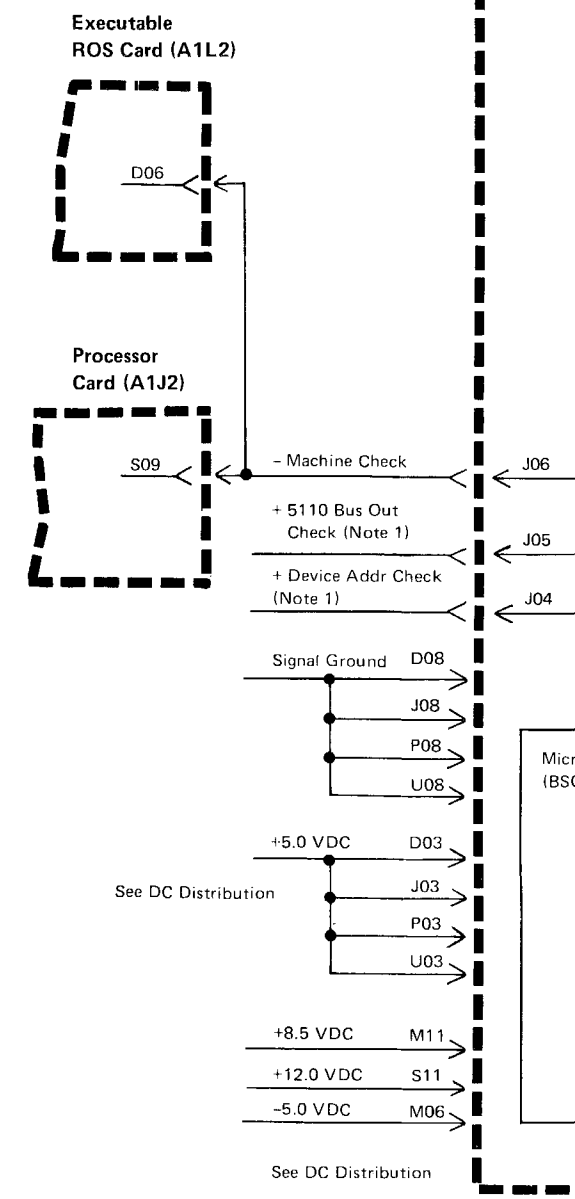 Executable
ROS Card (A1L2)
D06
Processor
Card (A1J2)
S09
– Machine Check
J06
+ 5110 Bus Out
Check (Note 1)
J05
+ Device Addr Check
(Note 1)
J04
Signal Ground
D08
J08
P08
U08
Micr
(BSC
+5.0 VDC
D03
J03
See DC Distribution
P03
U03
+8.5 VDC
M11
+12.0 VDC
S11
–5.0 VDC
M06
See DC Distribution